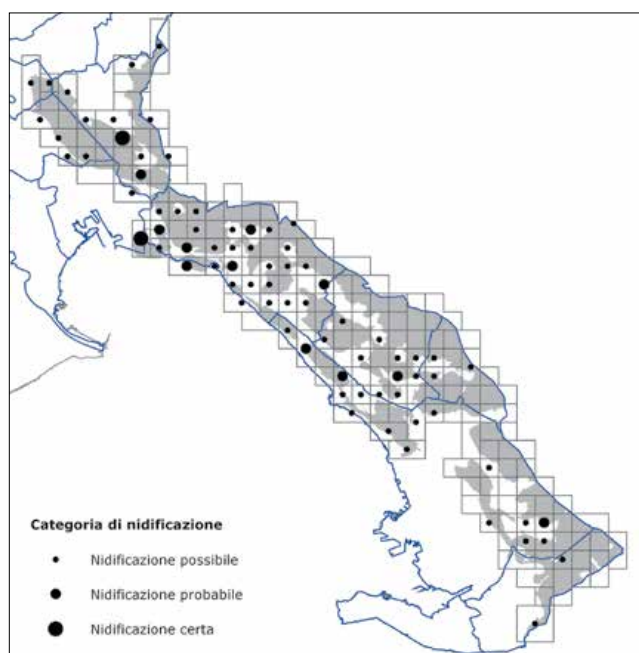 Categoria di nidificazione
Nidificazione possibile
Nidificazione probabile
Nidificazione certa